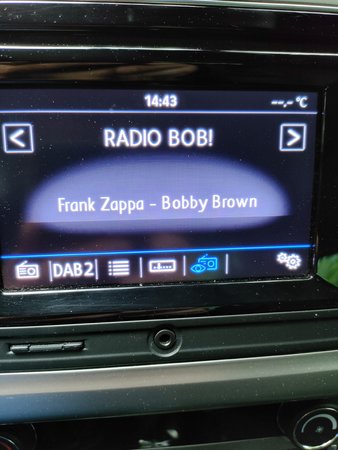 14:43
--,- °C
RADIO BOB!
Frank Zappa - Bobby Brown
DAB2